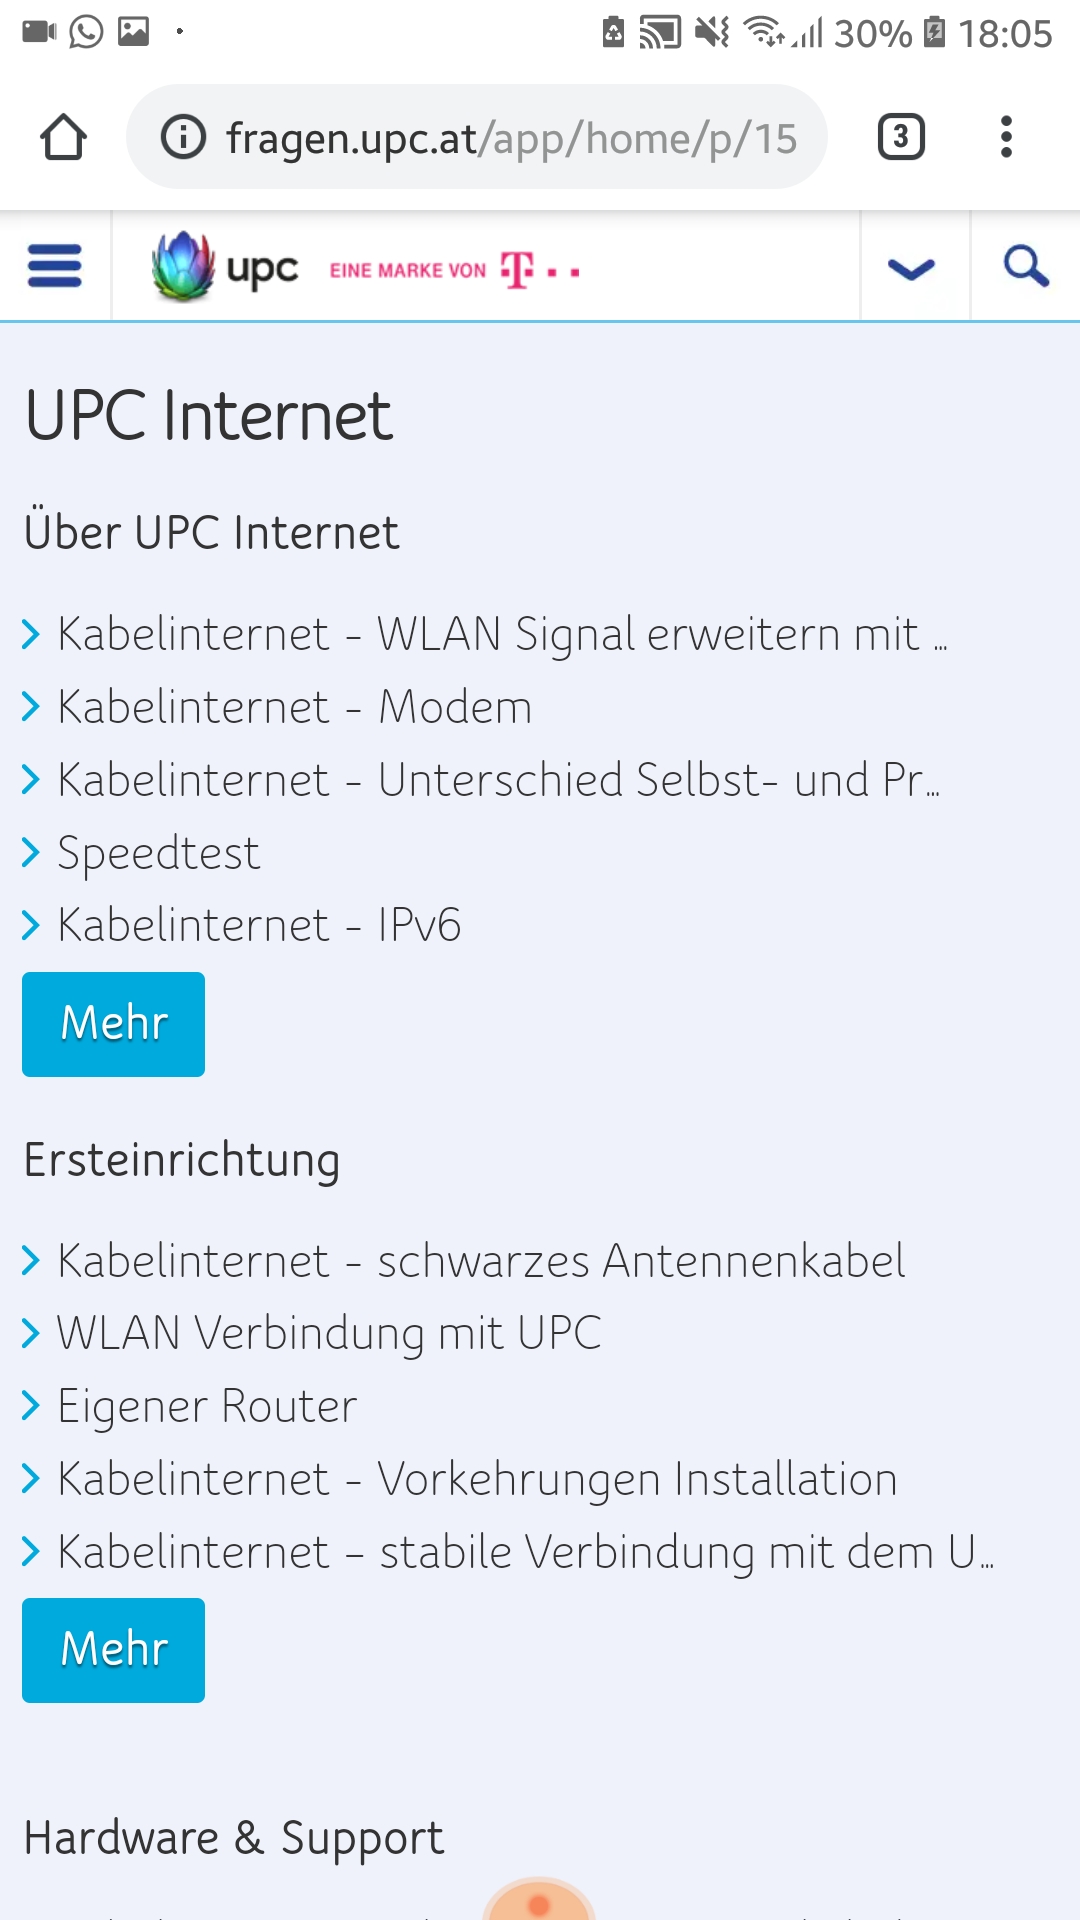 30% 18:05
fragen.upc.at/app/home/p/15
3
upc EINE MARKE VON T
UPC Internet
Über UPC Internet
Kabelinternet - WLAN Signal erweitern mit ...
Kabelinternet - Modem
Kabelinternet - Unterschied Selbst- und Pr...
Speedtest
Kabelinternet - IPv6
Mehr
Ersteinrichtung
Kabelinternet - schwarzes Antennenkabel
WLAN Verbindung mit UPC
Eigener Router
Kabelinternet - Vorkehrungen Installation
Kabelinternet – stabile Verbindung mit dem U...
Mehr
Hardware & Support